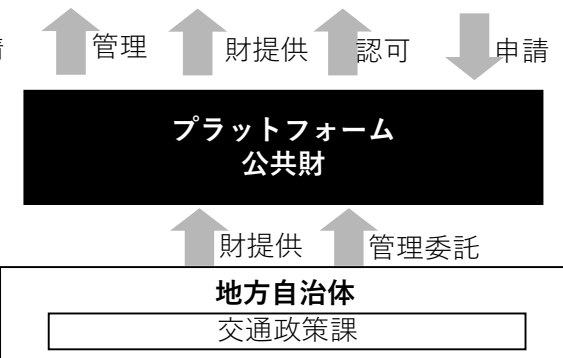 管理 財提供 認可 申請
プラットフォーム
公共財
財提供 管理委託
地方自治体
交通政策課